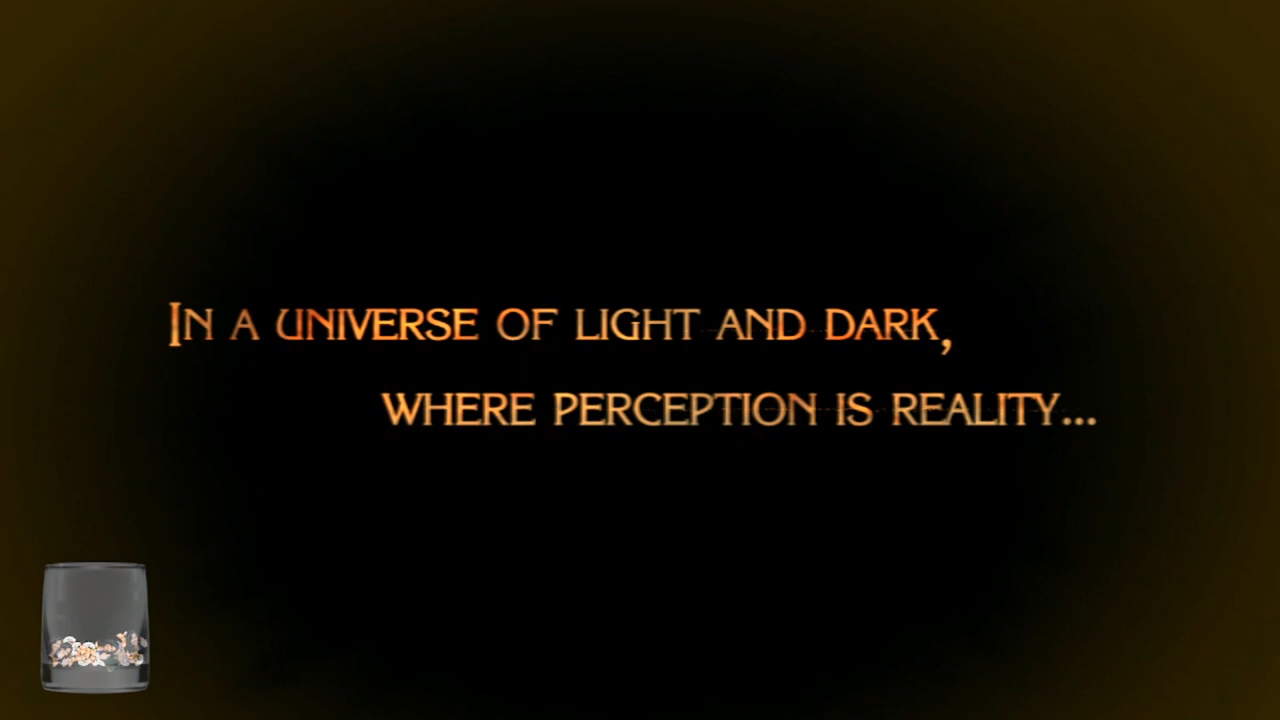 In a universe of light and dark,
where perception is reality...